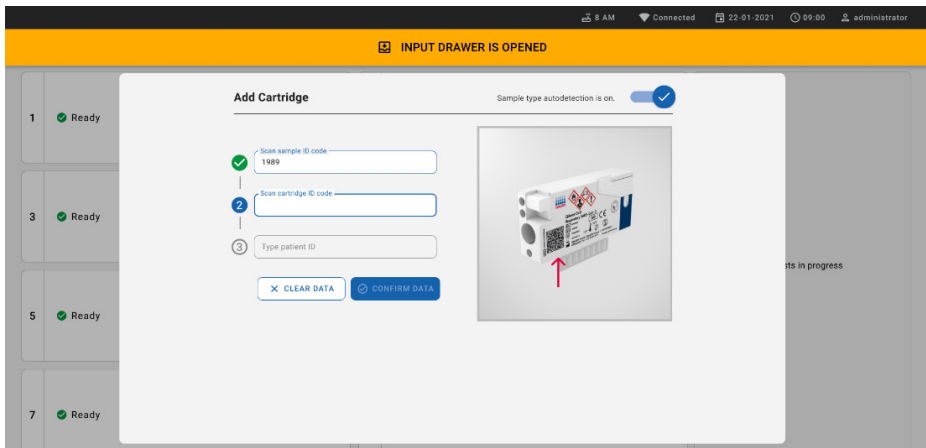 8 AM Connected 22-01-2021 09:00 administrator
INPUT DRAWER IS OPENED
Add Cartridge
Sample type autodetection is on.
1 Ready
Scan sample ID code
1989
Scan cartridge ID code
2
3 Ready
3 Type patient ID
sts in progress
CLEAR DATA CONFIRM DATA
5 Ready
7 Ready